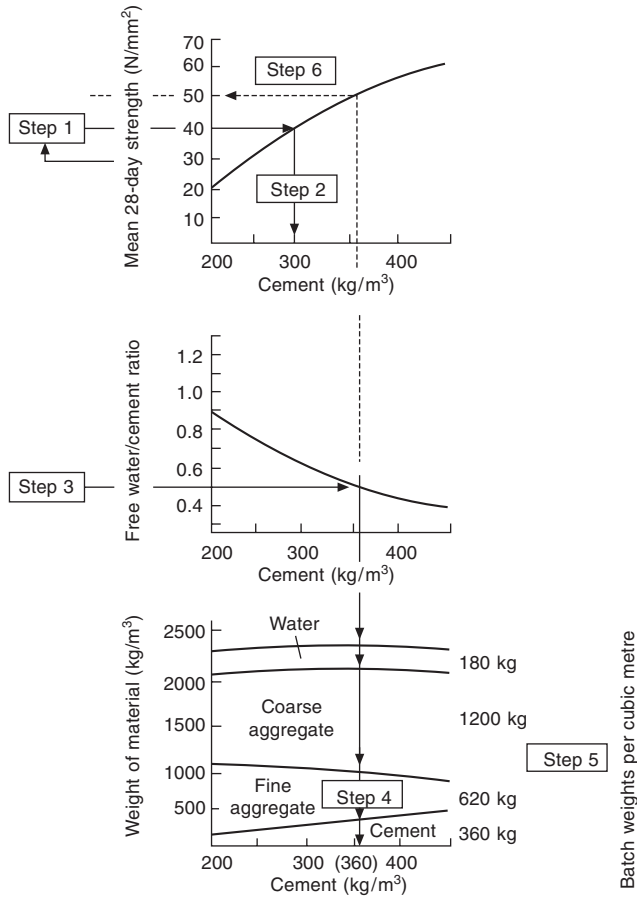 Mean 28-day strength (N/mm²)
70
60
50
40
30
20
10
Step 6
Step 1
Step 2
200 300 400
Cement (kg/m³)
Free water/cement ratio
1.2
1.0
0.8
0.6
0.4
Step 3
200 300 400
Cement (kg/m³)
Weight of material (kg/m³)
2500
2000
1500
1000
500
Water
Coarse
aggregate
Fine
aggregate
Step 4
Cement
180 kg
1200 kg
620 kg
360 kg
Step 5
Batch weights per cubic metre
200 300 (360) 400
Cement (kg/m³)